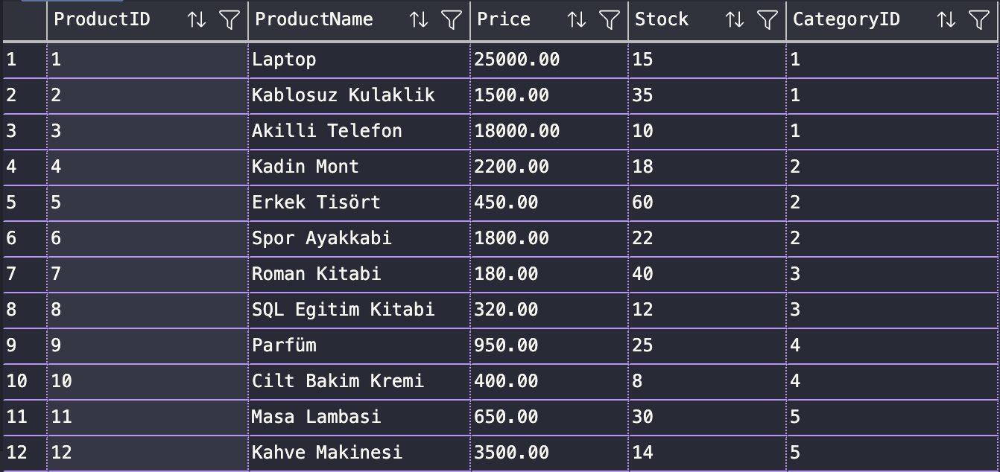 ProductID ProductName Price Stock CategoryID
1 1 Laptop 25000.00 15 1
2 2 Kablosuz Kulaklik 1500.00 35 1
3 3 Akilli Telefon 18000.00 10 1
4 4 Kadin Mont 2200.00 18 2
5 5 Erkek Tisört 450.00 60 2
6 6 Spor Ayakkabi 1800.00 22 2
7 7 Roman Kitabi 180.00 40 3
8 8 SQL Egitim Kitabi 320.00 12 3
9 9 Parfüm 950.00 25 4
10 10 Cilt Bakim Kremi 400.00 8 4
11 11 Masa Lambasi 650.00 30 5
12 12 Kahve Makinesi 3500.00 14 5